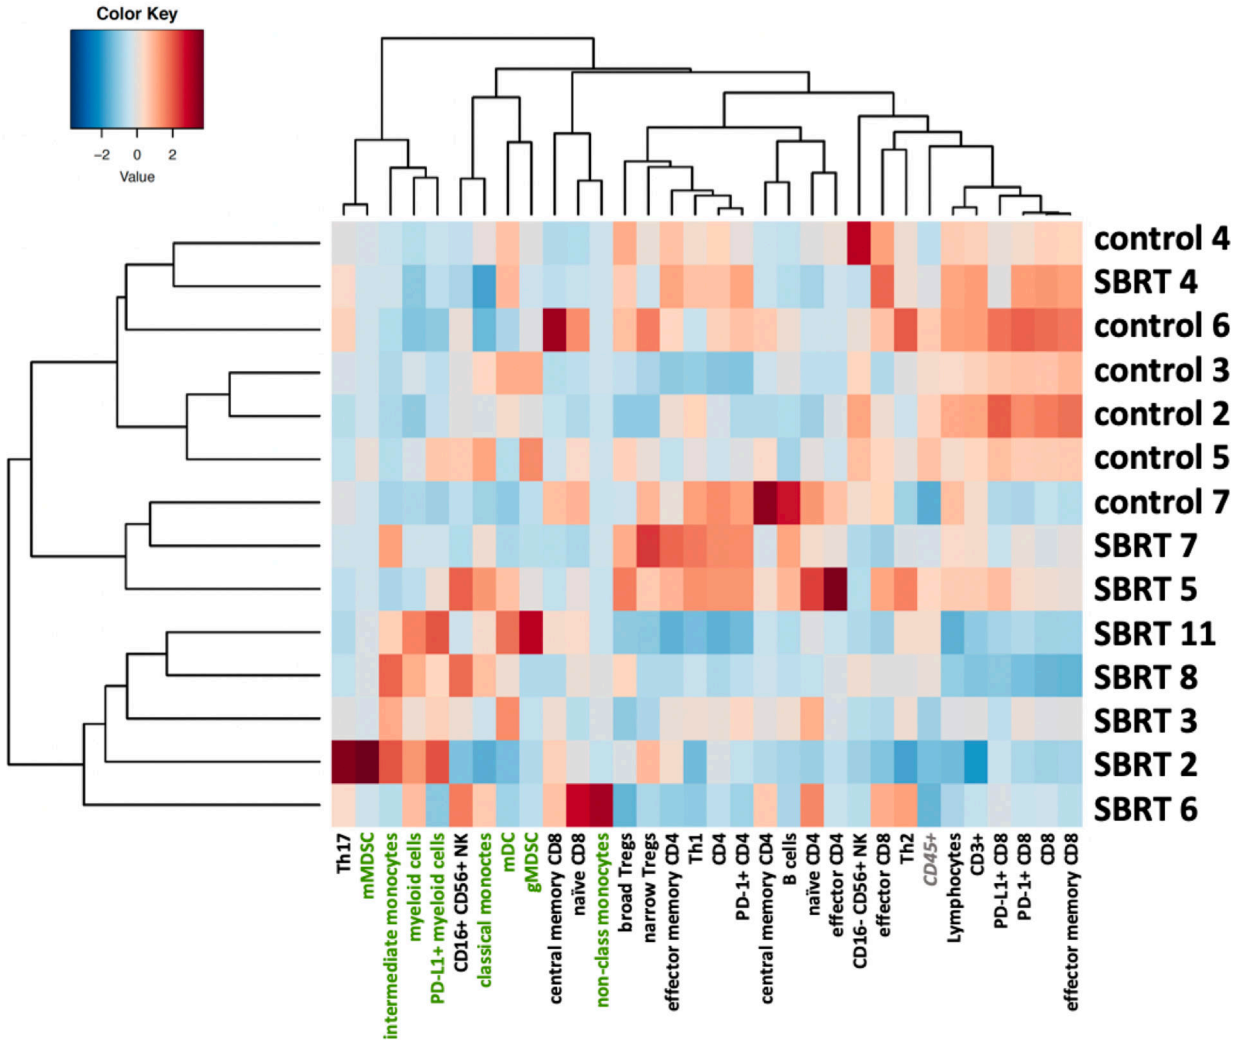 Color Key
−2 0 2
Value
control 4
SBRT 4
control 6
control 3
control 2
control 5
control 7
SBRT 7
SBRT 5
SBRT 11
SBRT 8
SBRT 3
SBRT 2
SBRT 6
Th17
mMDSC
intermediate monocytes
myeloid cells
PD-L1+ myeloid cells
CD16+ CD56+ NK
classical monoctes
mDC
gMDSC
central memory CD8
naïve CD8
non-class monocytes
broad Tregs
narrow Tregs
effector memory CD4
Th1
CD4
PD-1+ CD4
central memory CD4
B cells
naïve CD4
effector CD4
CD16- CD56+ NK
effector CD8
Th2
CD45+
Lymphocytes
CD3+
PD-L1+ CD8
PD-1+ CD8
CD8
effector memory CD8